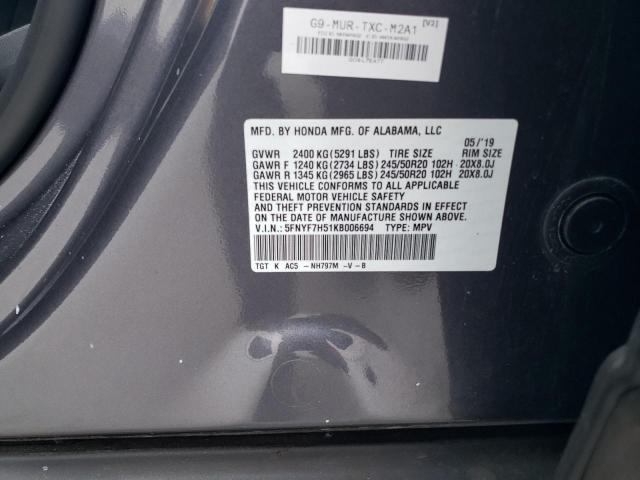 G9-MUR-TXC-M2A1 [V2]
MFD. BY HONDA MFG. OF ALABAMA, LLC 05/'19
GVWR 2400 KG(5291 LBS) TIRE SIZE RIM SIZE
GAWR F 1240 KG(2734 LBS)245/50R20 102H 20X8.0J
GAWR R 1345 KG(2965 LBS)245/50R20 102H 20X8.0J
THIS VEHICLE CONFORMS TO ALL APPLICABLE
FEDERAL MOTOR VEHICLE SAFETY, BUMPER,
AND THEFT PREVENTION STANDARDS IN EFFECT
ON THE DATE OF MANUFACTURE SHOWN ABOVE.
V.I.N.: 5FNYF7H51KB006694 TYPE: MPV
TGT K AC5 -NH797M -V-B